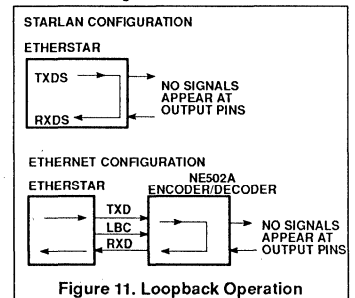 STARLAN CONFIGURATION
ETHERSTAR
TXDS
RXDS
NO SIGNALS
APPEAR AT
OUTPUT PINS
ETHERNET CONFIGURATION
ETHERSTAR
NE502A
ENCODER/DECODER
TXD
LBC
RXD
NO SIGNALS
APPEAR AT
OUTPUT PINS
Figure 11. Loopback Operation